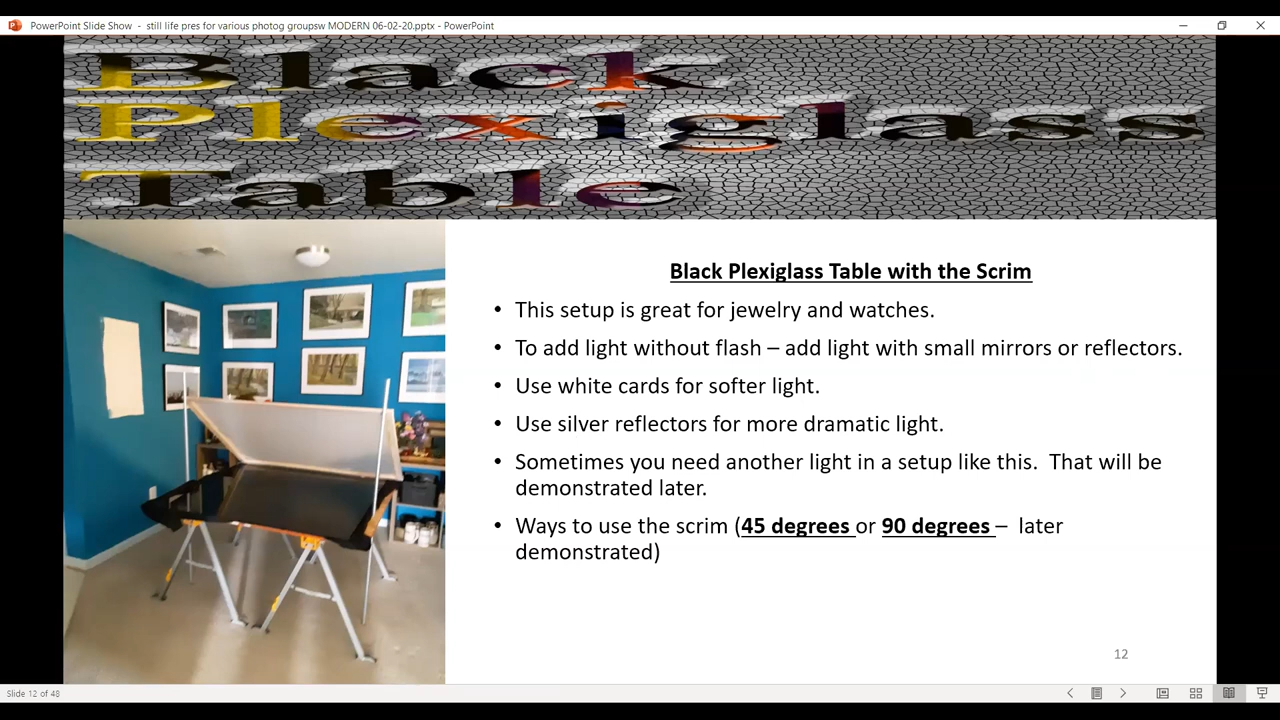 PowerPoint Slide Show - still life pres for various photog groupsw MODERN 06-02-20.pptx - PowerPoint
Black
Plexiglass
Table
Black Plexiglass Table with the Scrim
• This setup is great for jewelry and watches.
• To add light without flash – add light with small mirrors or reflectors.
• Use white cards for softer light.
• Use silver reflectors for more dramatic light.
• Sometimes you need another light in a setup like this. That will be
demonstrated later.
• Ways to use the scrim (45 degrees or 90 degrees – later
demonstrated)
12
Slide 12 of 48